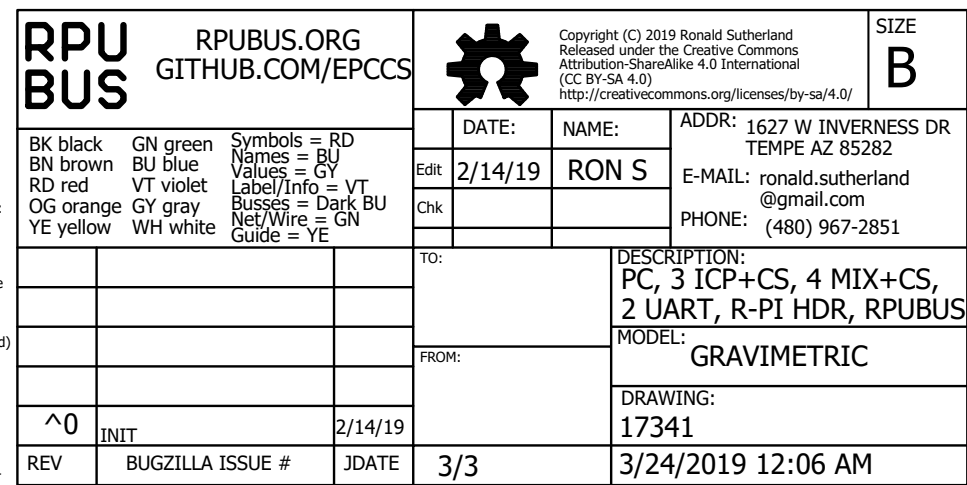 RPU
BUS
RPUBUS.ORG
GITHUB.COM/EPCCS
Copyright (C) 2019 Ronald Sutherland
Released under the Creative Commons
Attribution-ShareAlike 4.0 International
(CC BY-SA 4.0)
http://creativecommons.org/licenses/by-sa/4.0/
SIZE
B
BK black GN green
BN brown BU blue
RD red VT violet
OG orange GY gray
YE yellow WH white
Symbols = RD
Names = BU
Values = GY
Label/Info = VT
Busses = Dark BU
Net/Wire = GN
Guide = YE
DATE: NAME:
Edit 2/14/19 RON S
Chk
ADDR: 1627 W INVERNESS DR
TEMPE AZ 85282
E-MAIL: ronald.sutherland
@gmail.com
PHONE: (480) 967-2851
TO:
FROM:
DESCRIPTION:
PC, 3 ICP+CS, 4 MIX+CS,
2 UART, R-PI HDR, RPUBUS
MODEL:
GRAVIMETRIC
DRAWING:
17341
^0 INIT 2/14/19
REV BUGZILLA ISSUE # JDATE
3/3
3/24/2019 12:06 AM